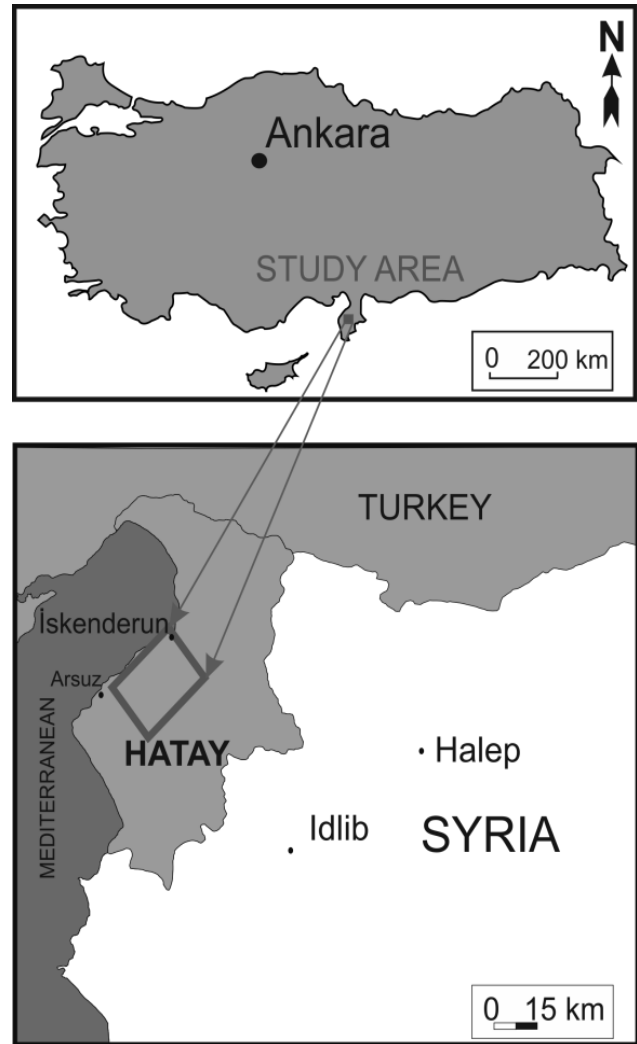 N
Ankara
STUDY AREA
0 200 km
TURKEY
İskenderun
Arsuz
HATAY
MEDITERRANEAN
Halep
Idlib
SYRIA
0 15 km